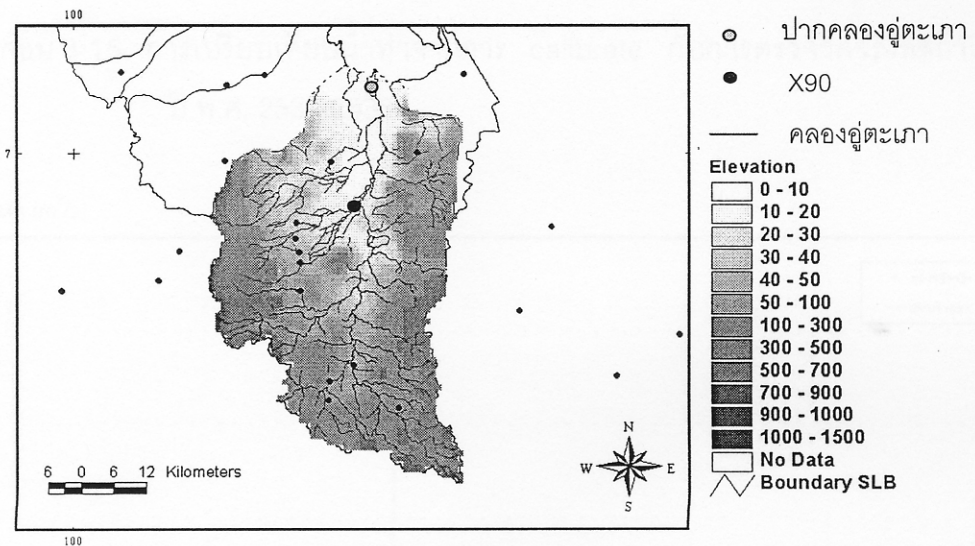 100
ปากคลองอู่ตะเภา
X90
7
คลองอู่ตะเภา
Elevation
0 - 10
10 - 20
20 - 30
30 - 40
40 - 50
50 - 100
100 - 300
300 - 500
500 - 700
700 - 900
900 - 1000
1000 - 1500
No Data
Boundary SLB
N
W E
S
6 0 6 12 Kilometers
100